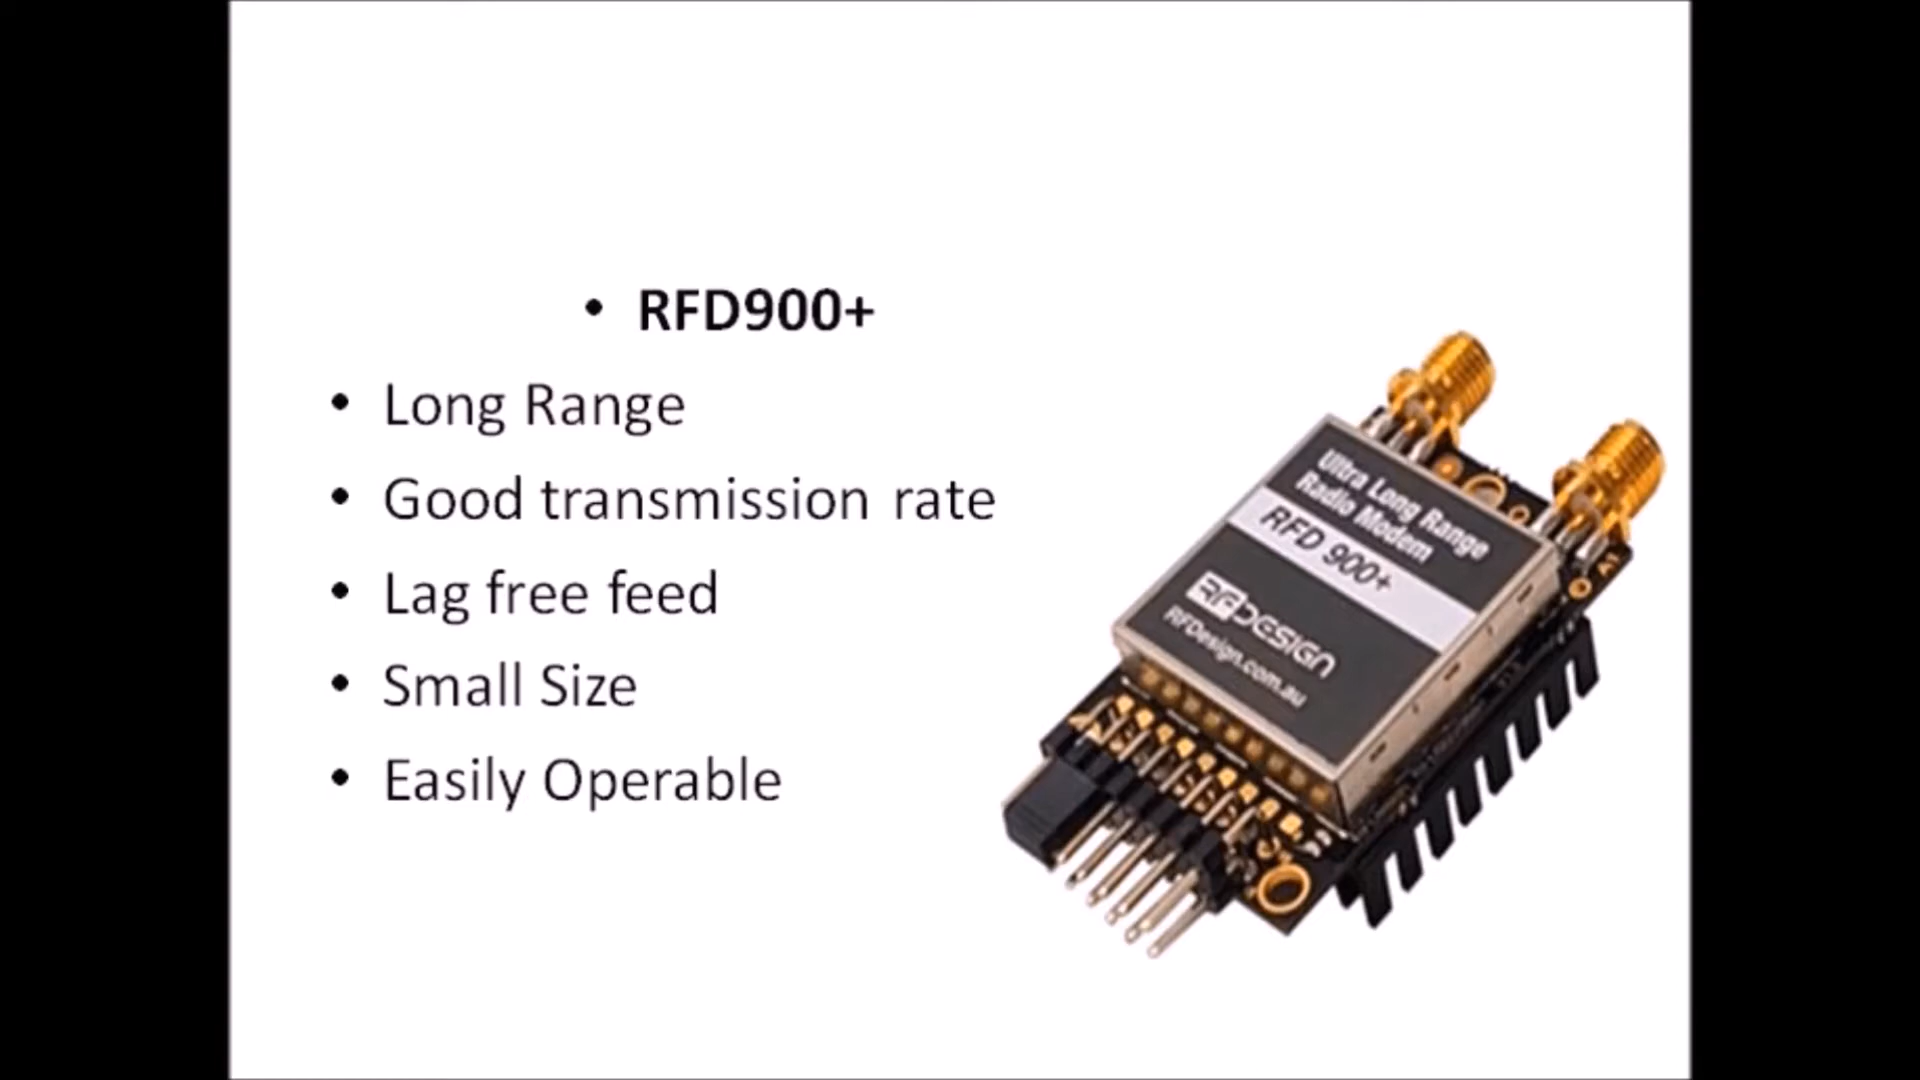 • RFD900+
• Long Range
• Good transmission rate
• Lag free feed
• Small Size
• Easily Operable
Ultra Long Range
Radio Modem
RFD 900+
RFDESIGN
RFDesign.com.au